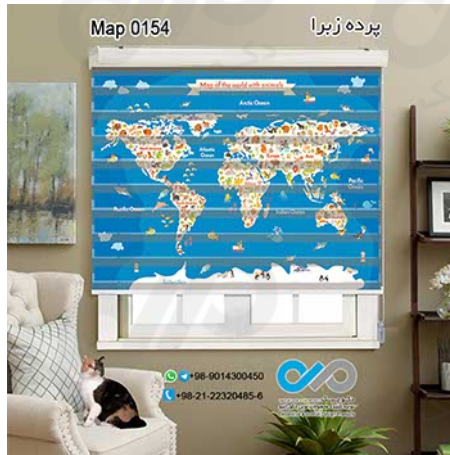 Map 0154
پرده زبرا
Map of the world with animals
Arctic Ocean
Atlantic Ocean
Pacific Ocean
Pacific Ocean
Indian Ocean
+98-9014300450
+98-21-22320485-6